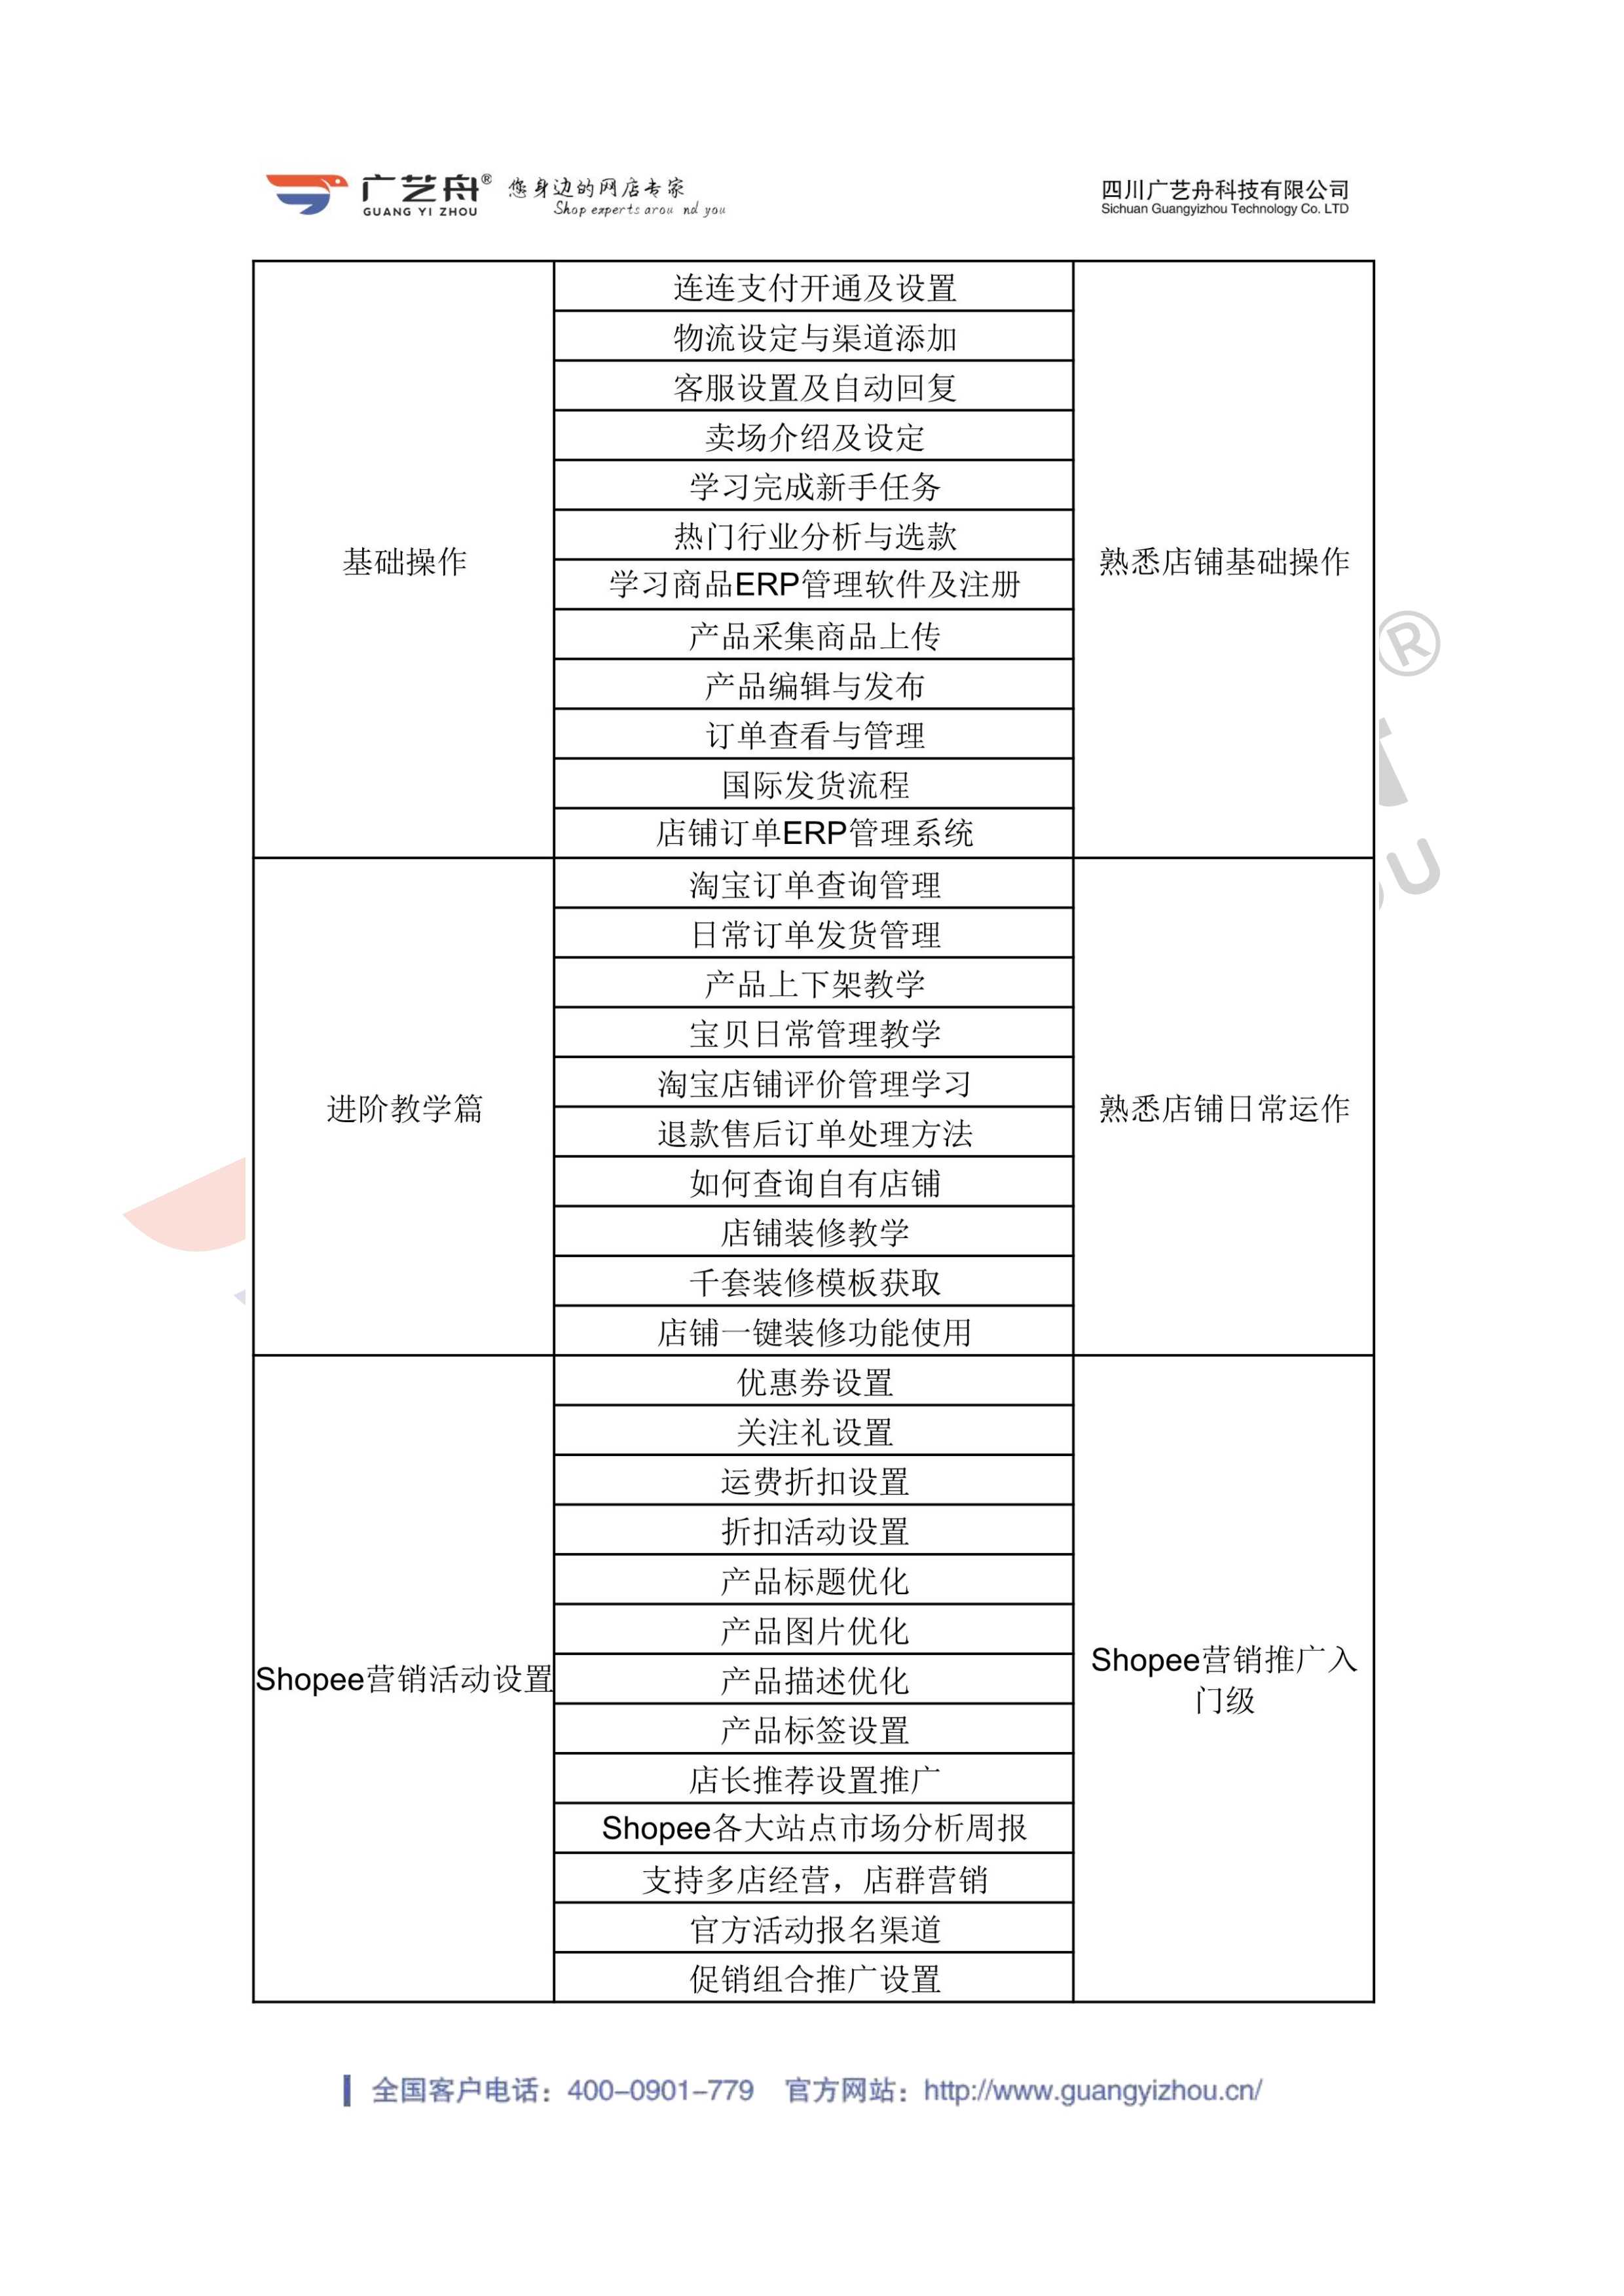 广艺舟®
GUANG YI ZHOU
您身边的网店专家
Shop experts arou nd you
四川广艺舟科技有限公司
Sichuan Guangyizhou Technology Co. LTD
基础操作
连连支付开通及设置
物流设定与渠道添加
客服设置及自动回复
卖场介绍及设定
学习完成新手任务
热门行业分析与选款
学习商品ERP管理软件及注册
产品采集商品上传
产品编辑与发布
订单查看与管理
国际发货流程
店铺订单ERP管理系统
熟悉店铺基础操作
进阶教学篇
淘宝订单查询管理
日常订单发货管理
产品上下架教学
宝贝日常管理教学
淘宝店铺评价管理学习
退款售后订单处理方法
如何查询自有店铺
店铺装修教学
千套装修模板获取
店铺一键装修功能使用
熟悉店铺日常运作
Shopee营销活动设置
优惠券设置
关注礼设置
运费折扣设置
折扣活动设置
产品标题优化
产品图片优化
产品描述优化
产品标签设置
店长推荐设置推广
Shopee各大站点市场分析周报
支持多店经营，店群营销
官方活动报名渠道
促销组合推广设置
Shopee营销推广入
门级
®
U
全国客户电话：400-0901-779 官方网站：http://www.guangyizhou.cn/